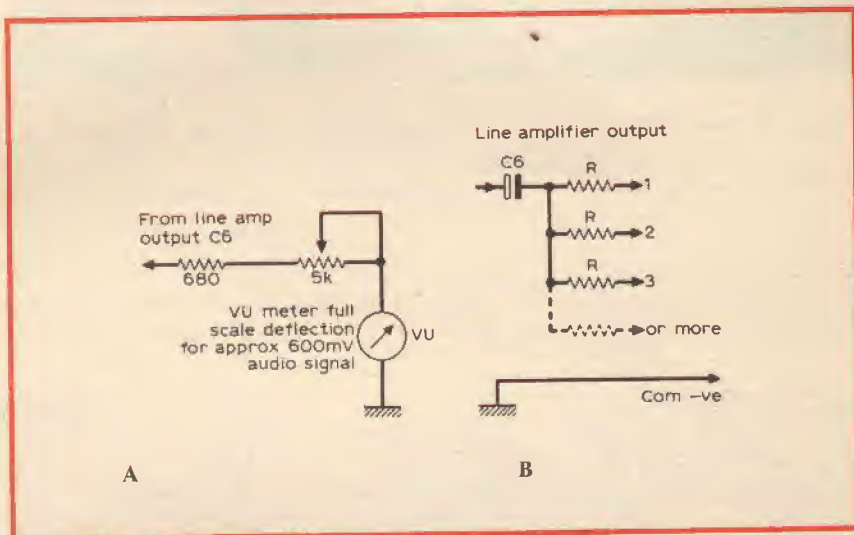 From line amp
output C6
680
5k
VU meter full
scale deflection
for approx 600mV
audio signal
VU
A
Line amplifier output
C6
R
1
R
2
R
3
or more
Com -ve
B